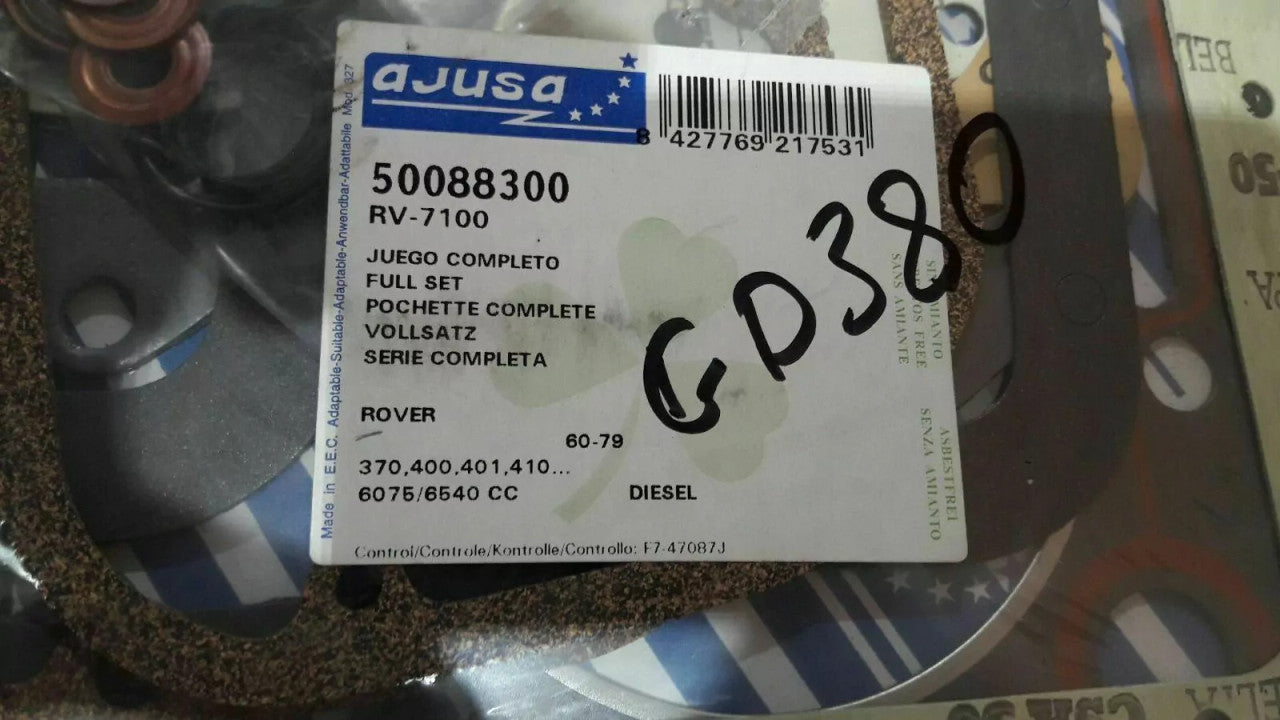 ajusa
8 427769 217531
50088300
RV-7100
JUEGO COMPLETO
FULL SET
POCHETTE COMPLETE
VOLLSATZ
SERIE COMPLETA
ROVER
60-79
370,400,401,410...
6075/6540 CC DIESEL
Control/Controle/Kontrolle/Controllo: F7-47087J
Made in E.E.C. Adaptable-Suitable-Adaptable-Anwendbar-Adattabile Mod. 327
GD380
AMIANTO
FREE
SANS AMIANTE
ASBESTFREI
SENZA AMIANTO